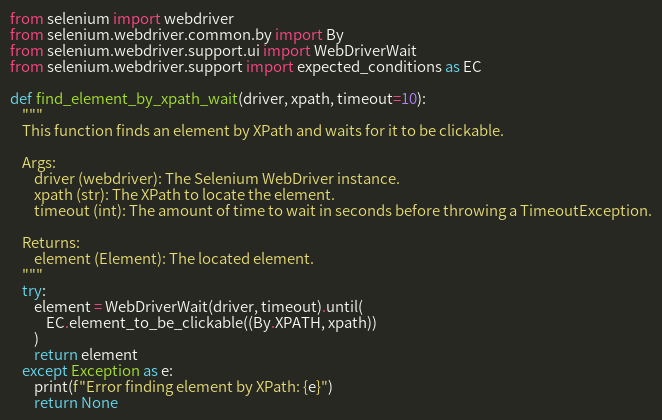 from selenium import webdriver
from selenium.webdriver.common.by import By
from selenium.webdriver.support.ui import WebDriverWait
from selenium.webdriver.support import expected_conditions as EC

def find_element_by_xpath_wait(driver, xpath, timeout=10):
    """
    This function finds an element by XPath and waits for it to be clickable.

    Args:
        driver (webdriver): The Selenium WebDriver instance.
        xpath (str): The XPath to locate the element.
        timeout (int): The amount of time to wait in seconds before throwing a TimeoutException.

    Returns:
        element (Element): The located element.
    """
    try:
        element = WebDriverWait(driver, timeout).until(
            EC.element_to_be_clickable((By.XPATH, xpath))
        )
        return element
    except Exception as e:
        print(f"Error finding element by XPath: {e}")
        return None